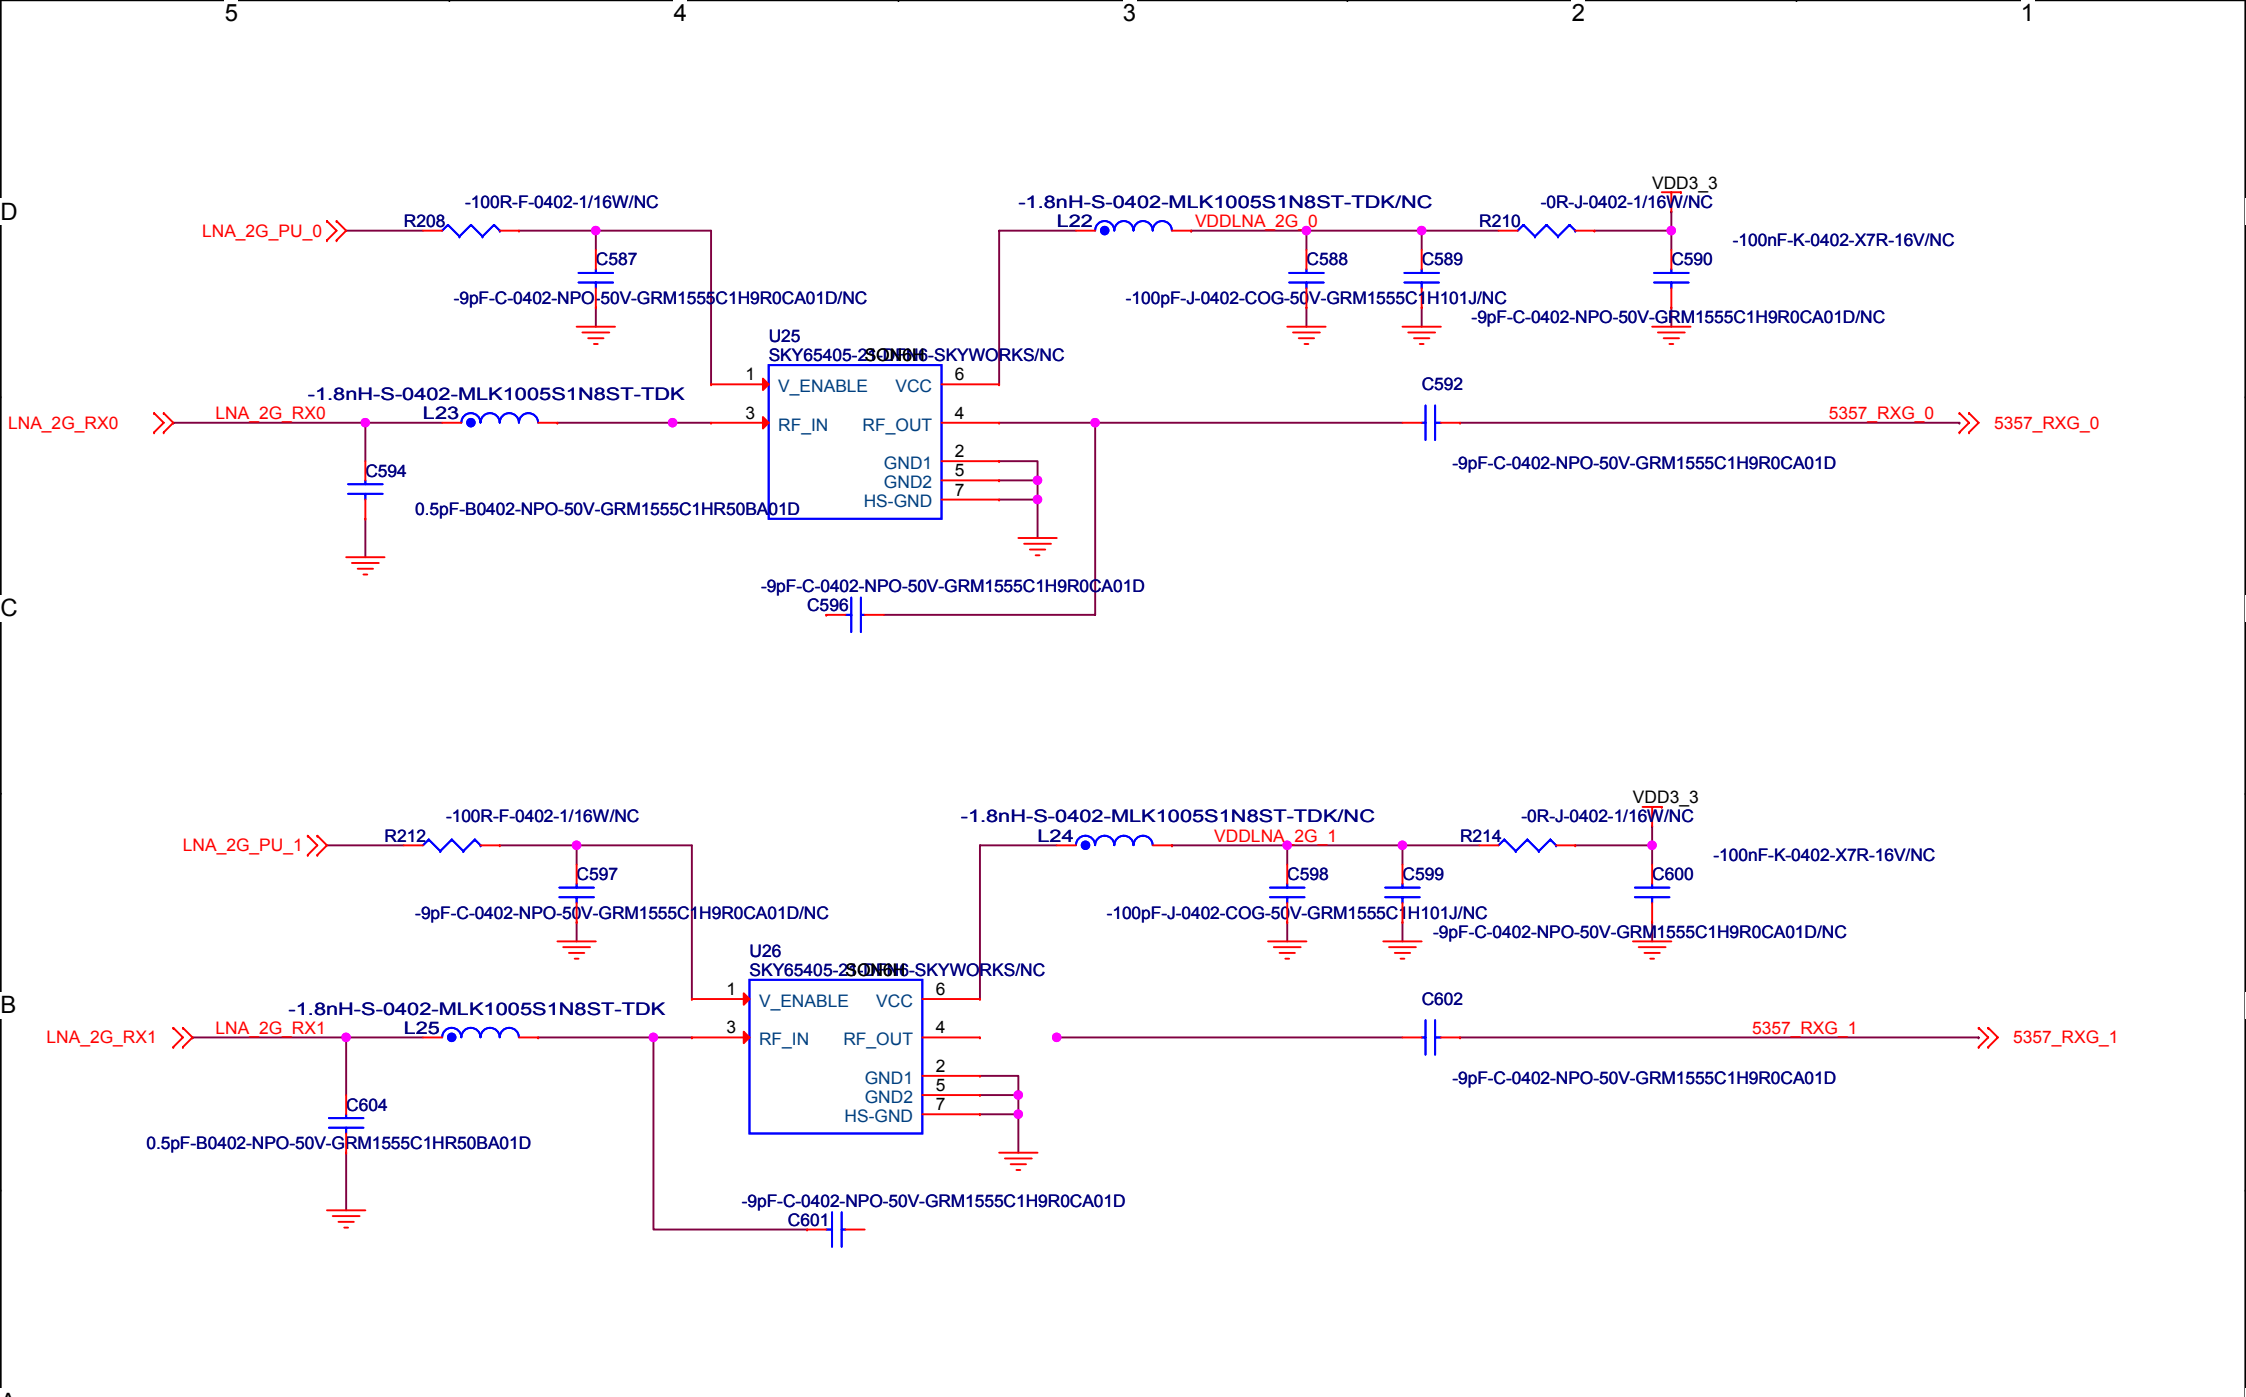 5 4 3 2 1
D
-100R-F-0402-1/16W/NC
LNA_2G_PU_0
R208
C587
-9pF-C-0402-NPO-50V-GRM1555C1H9R0CA01D/NC
-1.8nH-S-0402-MLK1005S1N8ST-TDK/NC
L22
VDDLNA_2G_0
R210
-0R-J-0402-1/16W/NC
VDD3_3
-100nF-K-0402-X7R-16V/NC
C588
C589
C590
-100pF-J-0402-COG-50V-GRM1555C1H101J/NC
-9pF-C-0402-NPO-50V-GRM1555C1H9R0CA01D/NC
U25
-SKYWORKS/NC
1 V_ENABLE VCC 6
3 RF_IN RF_OUT 4
GND1 2
GND2 5
HS-GND 7
-1.8nH-S-0402-MLK1005S1N8ST-TDK
LNA_2G_RX0
LNA_2G_RX0
L23
C594
0.5pF-B0402-NPO-50V-GRM1555C1HR50BA01D
C592
5357_RXG_0
5357_RXG_0
-9pF-C-0402-NPO-50V-GRM1555C1H9R0CA01D
-9pF-C-0402-NPO-50V-GRM1555C1H9R0CA01D
C596
C
-100R-F-0402-1/16W/NC
LNA_2G_PU_1
R212
C597
-9pF-C-0402-NPO-50V-GRM1555C1H9R0CA01D/NC
-1.8nH-S-0402-MLK1005S1N8ST-TDK/NC
L24
VDDLNA_2G_1
R214
-0R-J-0402-1/16W/NC
VDD3_3
-100nF-K-0402-X7R-16V/NC
C598
C599
C600
-100pF-J-0402-COG-50V-GRM1555C1H101J/NC
-9pF-C-0402-NPO-50V-GRM1555C1H9R0CA01D/NC
U26
-SKYWORKS/NC
1 V_ENABLE VCC 6
3 RF_IN RF_OUT 4
GND1 2
GND2 5
HS-GND 7
B
-1.8nH-S-0402-MLK1005S1N8ST-TDK
LNA_2G_RX1
LNA_2G_RX1
L25
C604
0.5pF-B0402-NPO-50V-GRM1555C1HR50BA01D
C602
5357_RXG_1
5357_RXG_1
-9pF-C-0402-NPO-50V-GRM1555C1H9R0CA01D
-9pF-C-0402-NPO-50V-GRM1555C1H9R0CA01D
C601